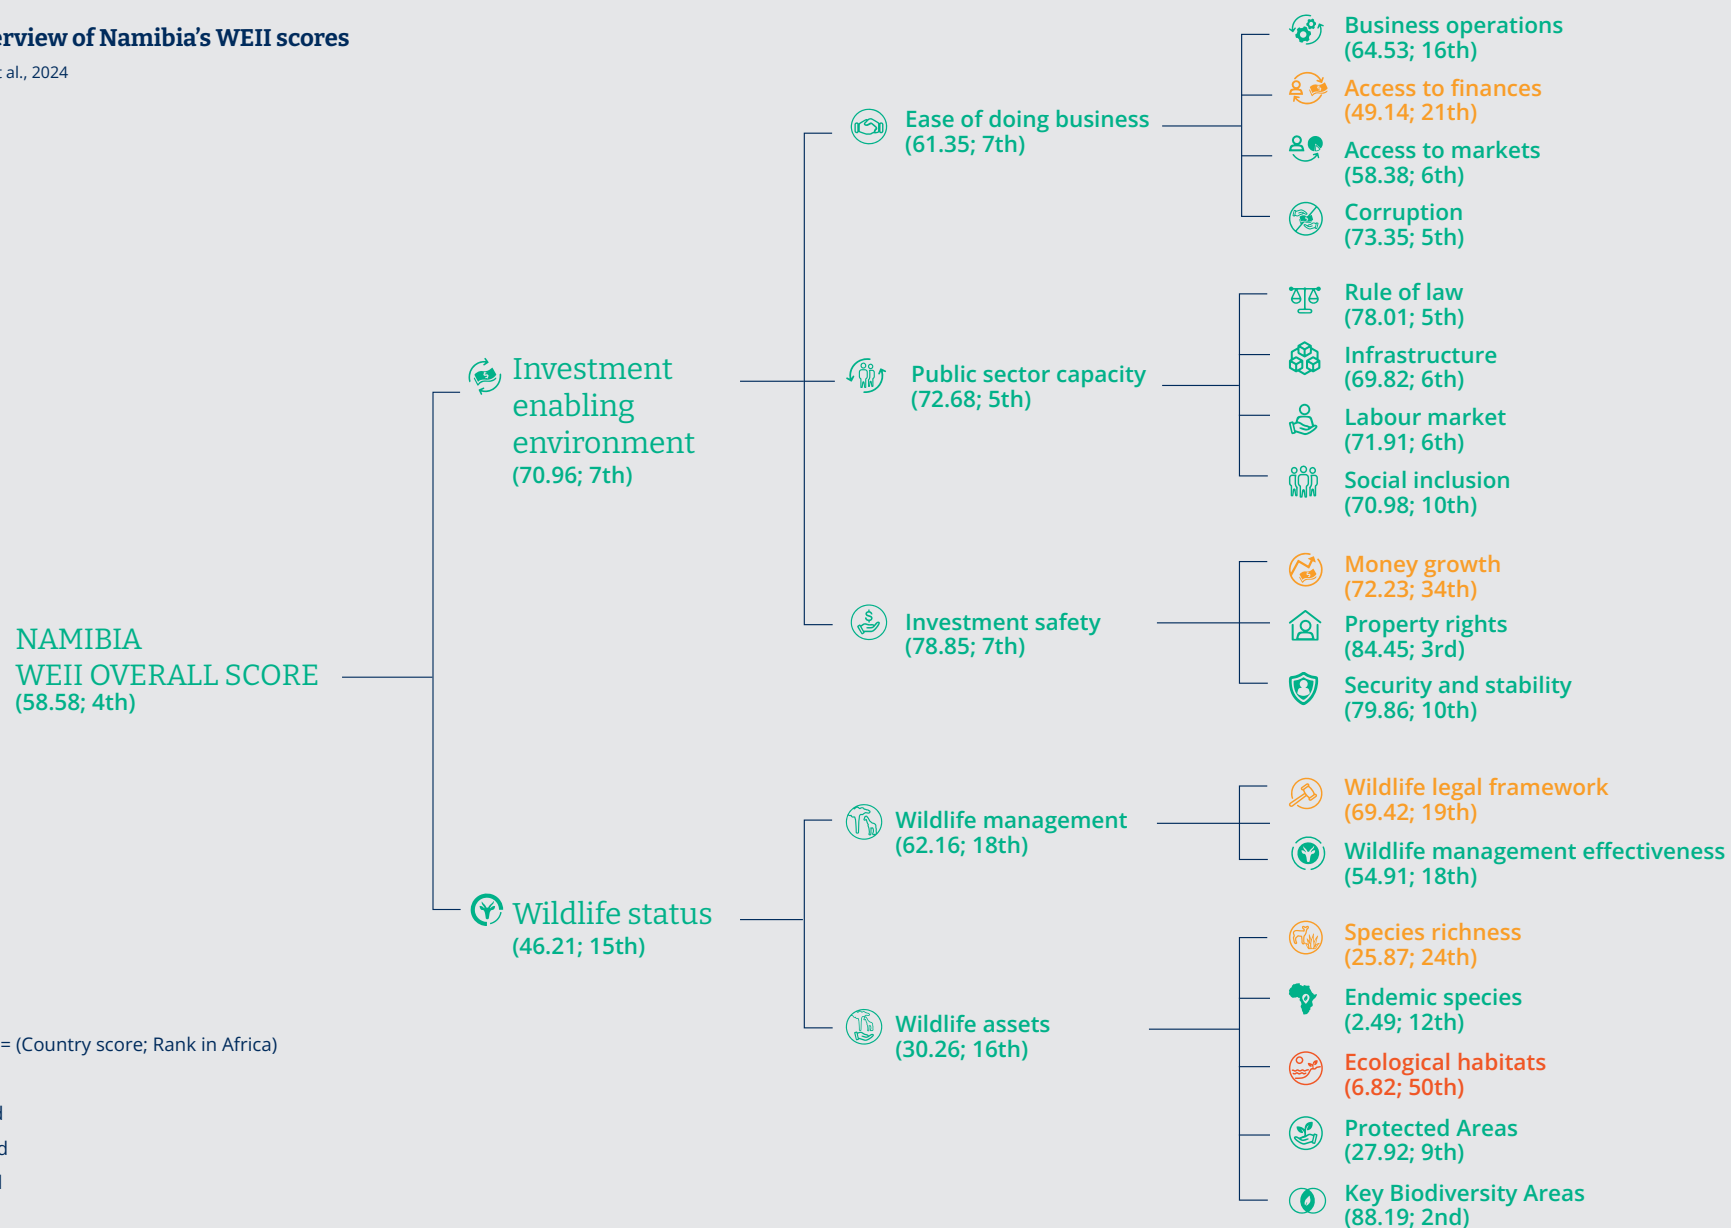 of Namibia's WEII scores
al., 2024
NAMIBIA
WEII OVERALL SCORE
(58.58; 4th)
Investment
enabling
environment
(70.96; 7th)
Wildlife status
(46.21; 15th)
Ease of doing business
(61.35; 7th)
Public sector capacity
(72.68; 5th)
Investment safety
(78.85; 7th)
Wildlife management
(62.16; 18th)
Wildlife assets
(30.26; 16th)
Business operations
(64.53; 16th)
Access to finances
(49.14; 21th)
Access to markets
(58.38; 6th)
Corruption
(73.35; 5th)
Rule of law
(78.01; 5th)
Infrastructure
(69.82; 6th)
Labour market
(71.91; 6th)
Social inclusion
(70.98; 10th)
Money growth
(72.23; 34th)
Property rights
(84.45; 3rd)
Security and stability
(79.86; 10th)
Wildlife legal framework
(69.42; 19th)
Wildlife management effectiveness
(54.91; 18th)
Species richness
(25.87; 24th)
Endemic species
(2.49; 12th)
Ecological habitats
(6.82; 50th)
Protected Areas
(27.92; 9th)
Key Biodiversity Areas
(88.19; 2nd)
= (Country score; Rank in Africa)